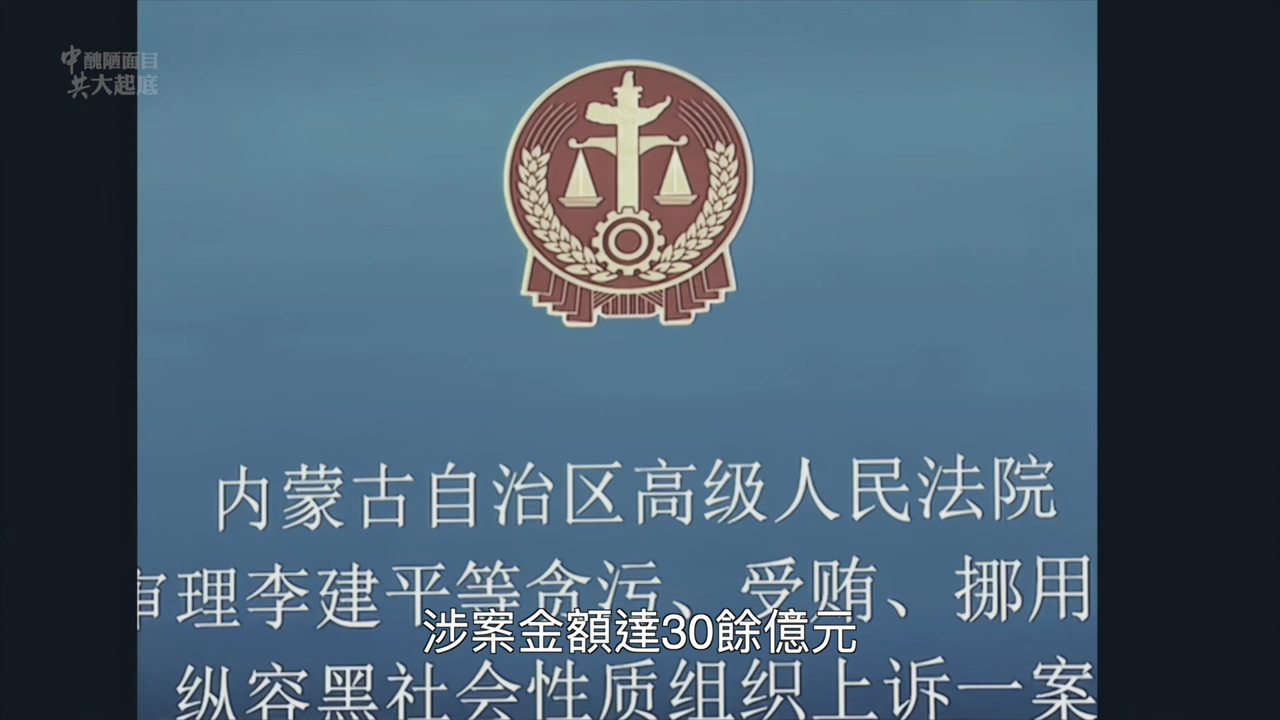 中醜陋面目
共大起底
内蒙古自治区高级人民法院
审理李建平等贪污、受贿、挪用
涉案金額達30餘億元
纵容黑社会性质组织上诉一案